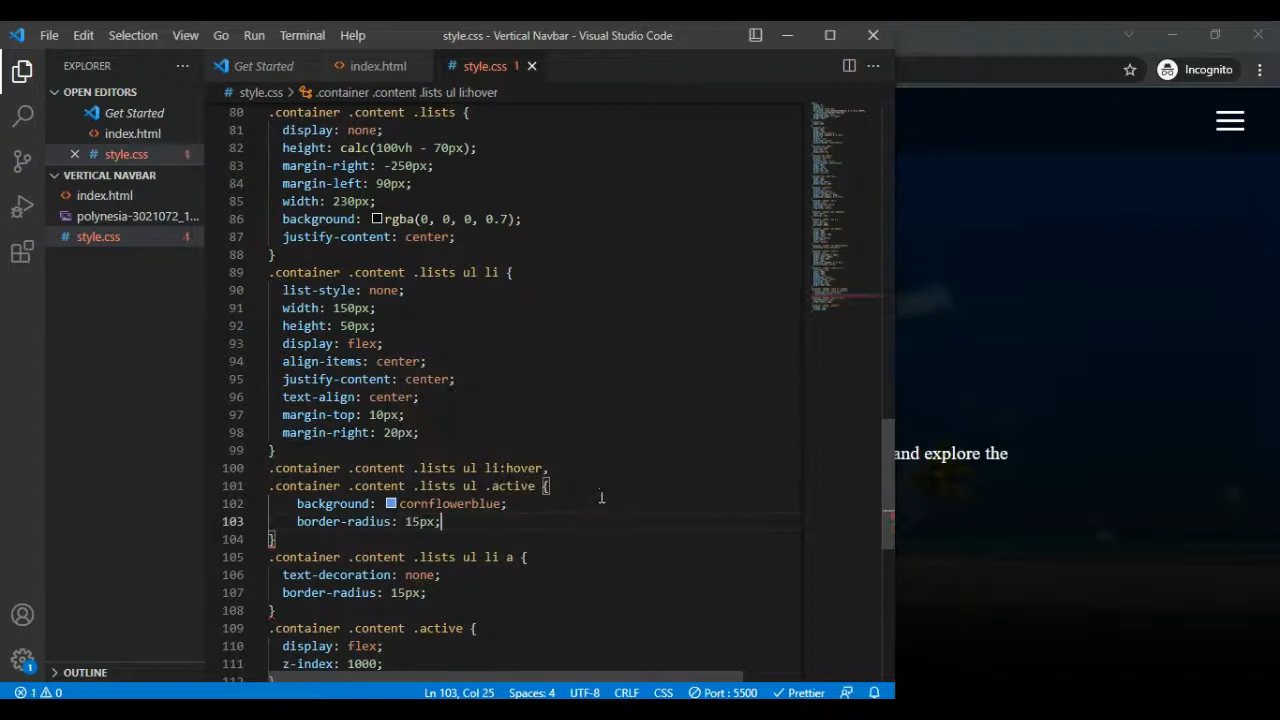 File Edit Selection View Go Run Terminal Help style.css - Vertical Navbar - Visual Studio Code
EXPLORER
Get Started index.html style.css 1
Incognito
style.css > .container .content .lists ul li:hover
OPEN EDITORS
Get Started
index.html
style.css 1
VERTICAL NAVBAR
index.html
polynesia-3021072_1...
style.css
80 .container .content .lists {
81 display: none;
82 height: calc(100vh - 70px);
83 margin-right: -250px;
84 margin-left: 90px;
85 width: 230px;
86 background: rgba(0, 0, 0, 0.7);
87 justify-content: center;
88 }
89 .container .content .lists ul li {
90 list-style: none;
91 width: 150px;
92 height: 50px;
93 display: flex;
94 align-items: center;
95 justify-content: center;
96 text-align: center;
97 margin-top: 10px;
98 margin-right: 20px;
99 }
100 .container .content .lists ul li:hover,
101 .container .content .lists ul .active {
102 background: cornflowerblue;
103 border-radius: 15px;
104 }
105 .container .content .lists ul li a {
106 text-decoration: none;
107 border-radius: 15px;
108 }
109 .container .content .active {
110 display: flex;
111 z-index: 1000;
and explore the
OUTLINE
1
1 0 Ln 103, Col 25 Spaces: 4 UTF-8 CRLF CSS Port : 5500 Prettier